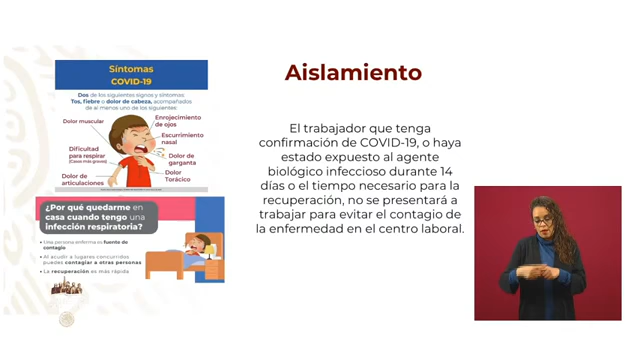 Síntomas
COVID-19
Dos de los siguientes signos y síntomas:
Tos, fiebre o dolor de cabeza, acompañados
de al menos uno de los siguientes:
Dolor muscular
Enrojecimiento
de ojos
Escurrimiento
nasal
Dificultad
para respirar
(Casos más graves)
Dolor de
garganta
Dolor de
articulaciones
Dolor
Torácico
¿Por qué quedarme en
casa cuando tengo una
infección respiratoria?
• Una persona enferma es fuente de
contagio
• Al acudir a lugares concurridos
puedes contagiar a otras personas
• La recuperación es más rápida
Aislamiento
El trabajador que tenga
confirmación de COVID-19, o haya
estado expuesto al agente
biológico infeccioso durante 14
días o el tiempo necesario para la
recuperación, no se presentará a
trabajar para evitar el contagio de
la enfermedad en el centro laboral.